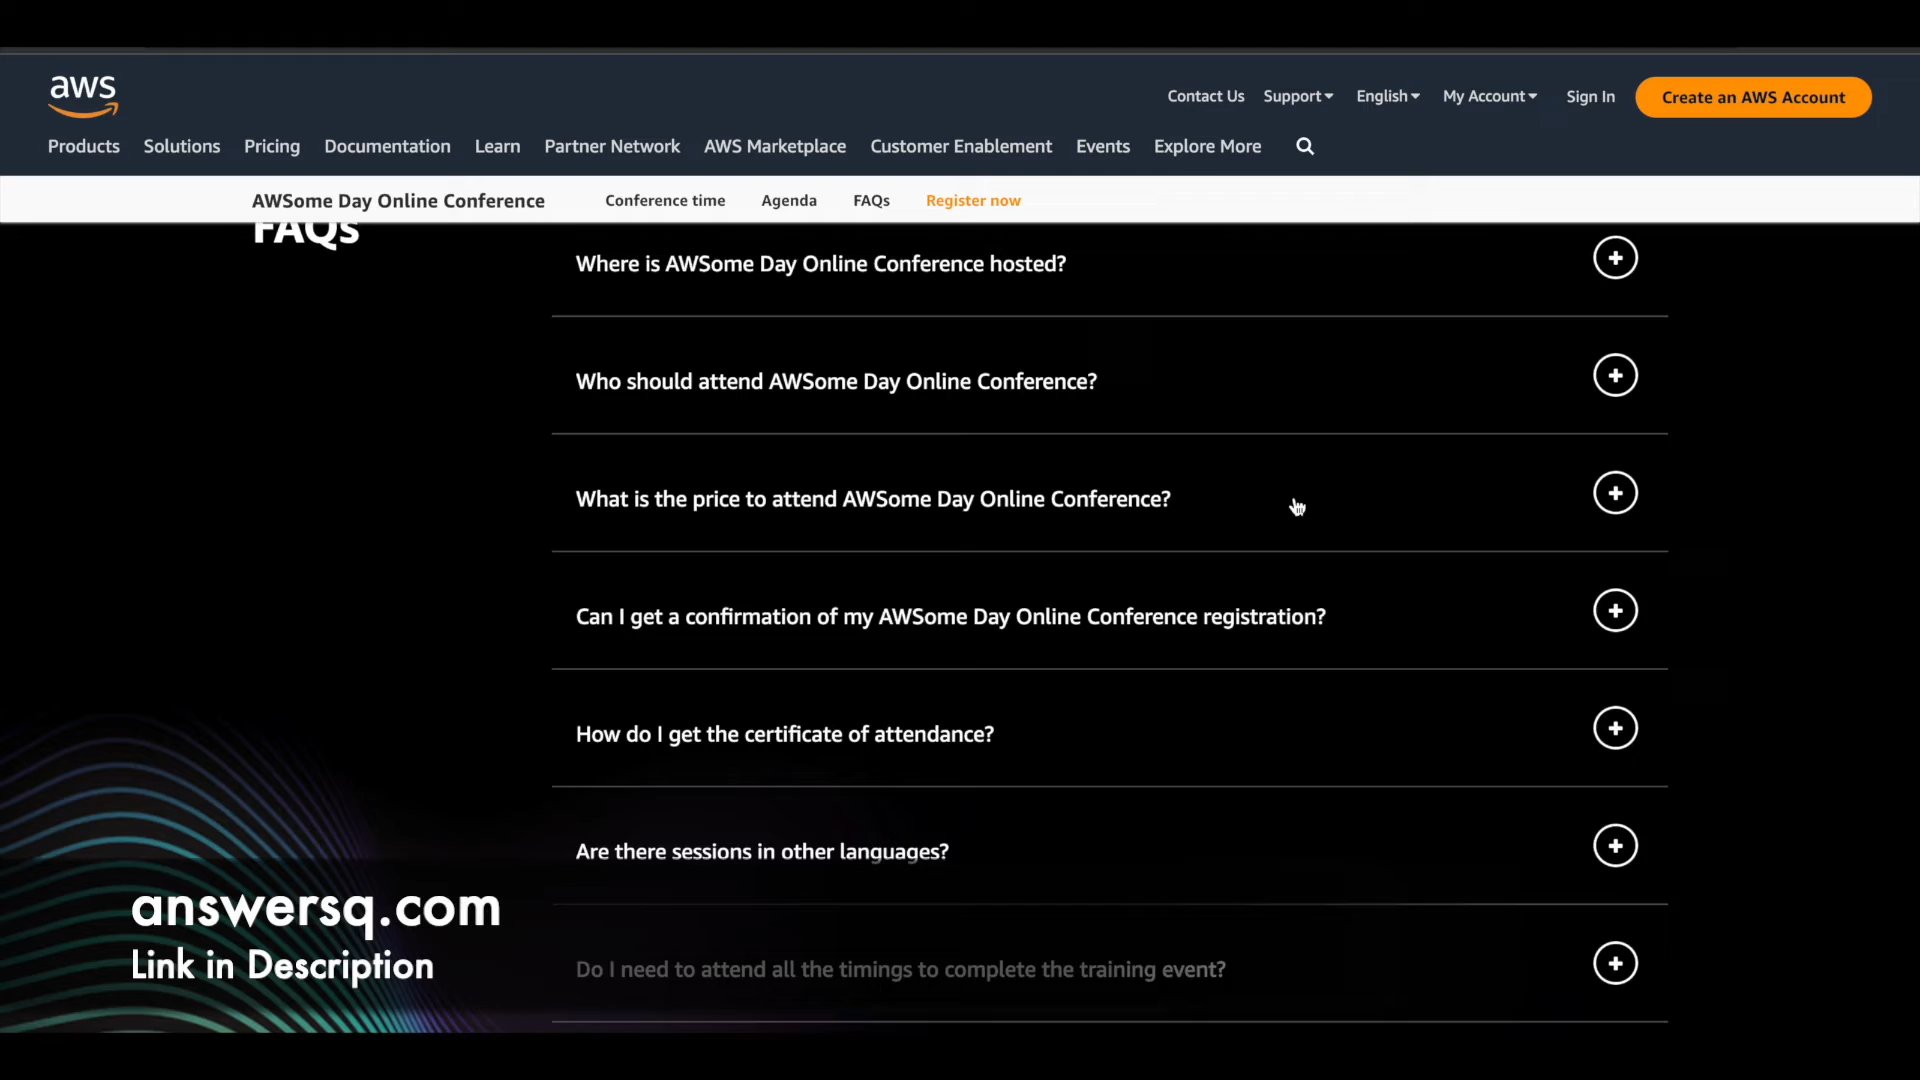 aws
Contact Us Support English My Account Sign In Create an AWS Account
Products Solutions Pricing Documentation Learn Partner Network AWS Marketplace Customer Enablement Events Explore More
AWSome Day Online Conference Conference time Agenda FAQs Register now
FAQs
Where is AWSome Day Online Conference hosted?
Who should attend AWSome Day Online Conference?
What is the price to attend AWSome Day Online Conference?
Can I get a confirmation of my AWSome Day Online Conference registration?
How do I get the certificate of attendance?
Are there sessions in other languages?
Do I need to attend all the timings to complete the training event?
answersq.com
Link in Description